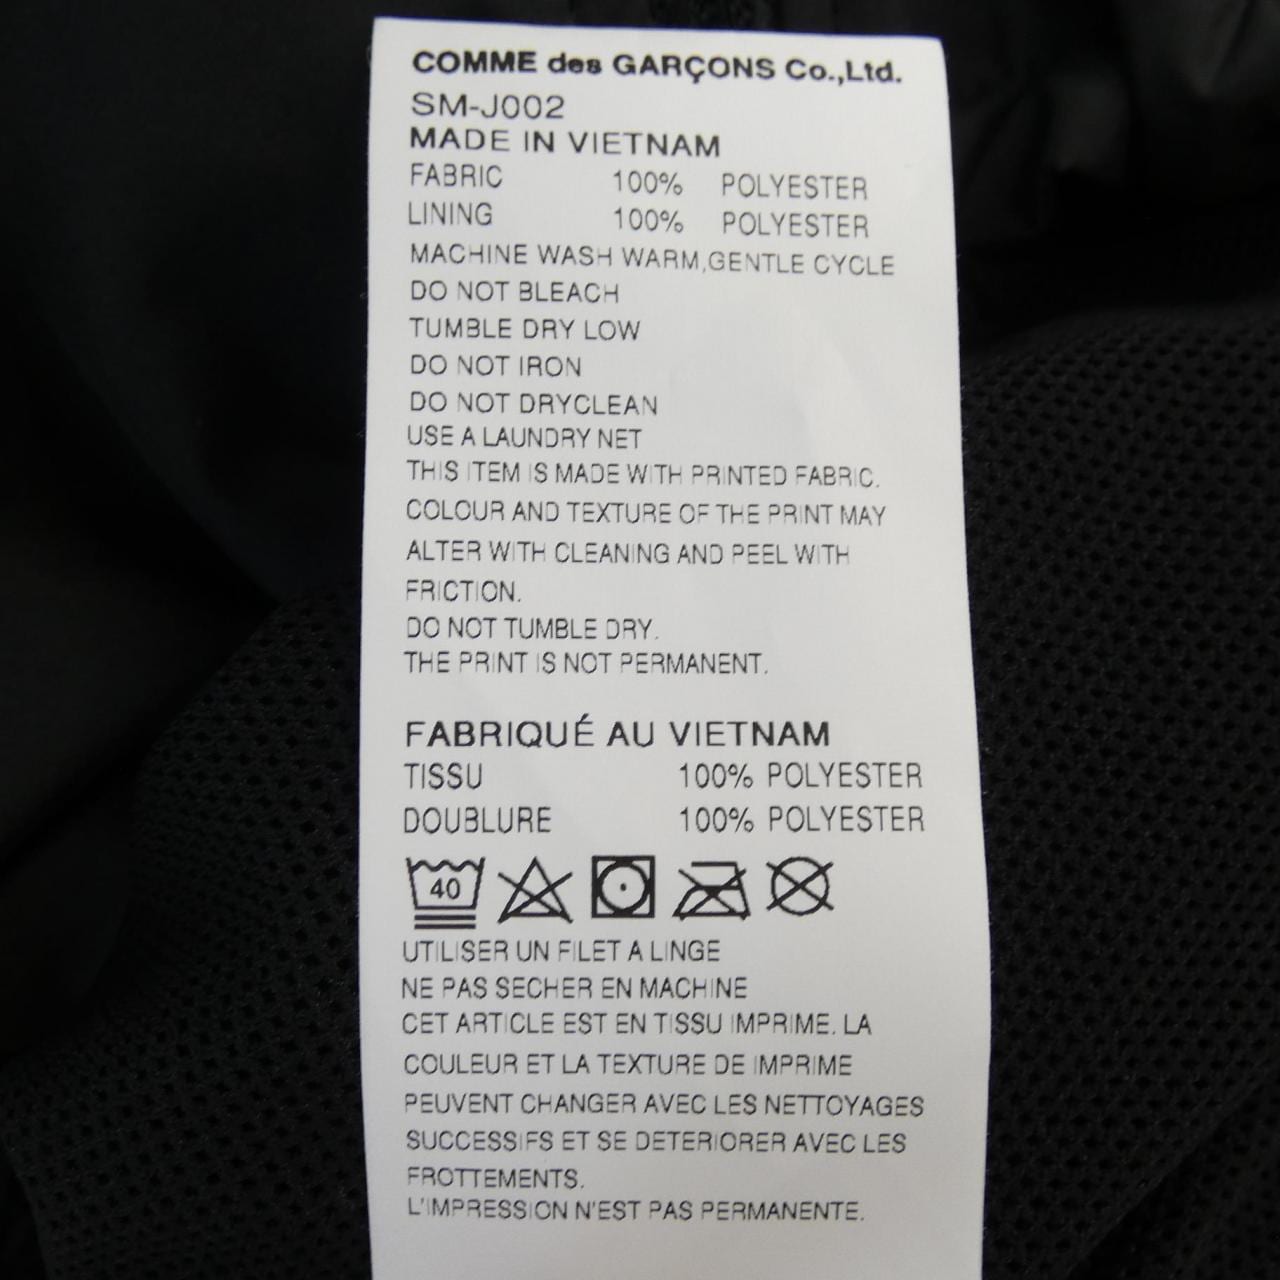 COMME des GARÇONS Co.,Ltd.
SM-J002
MADE IN VIETNAM
FABRIC 100% POLYESTER
LINING 100% POLYESTER
MACHINE WASH WARM,GENTLE CYCLE
DO NOT BLEACH
TUMBLE DRY LOW
DO NOT IRON
DO NOT DRYCLEAN
USE A LAUNDRY NET
THIS ITEM IS MADE WITH PRINTED FABRIC.
COLOUR AND TEXTURE OF THE PRINT MAY
ALTER WITH CLEANING AND PEEL WITH
FRICTION.
DO NOT TUMBLE DRY.
THE PRINT IS NOT PERMANENT.
FABRIQUÉ AU VIETNAM
TISSU 100% POLYESTER
DOUBLURE 100% POLYESTER
40
UTILISER UN FILET A LINGE
NE PAS SECHER EN MACHINE
CET ARTICLE EST EN TISSU IMPRIME. LA
COULEUR ET LA TEXTURE DE IMPRIME
PEUVENT CHANGER AVEC LES NETTOYAGES
SUCCESSIFS ET SE DETERIORER AVEC LES
FROTTEMENTS.
L'IMPRESSION N'EST PAS PERMANENTE.